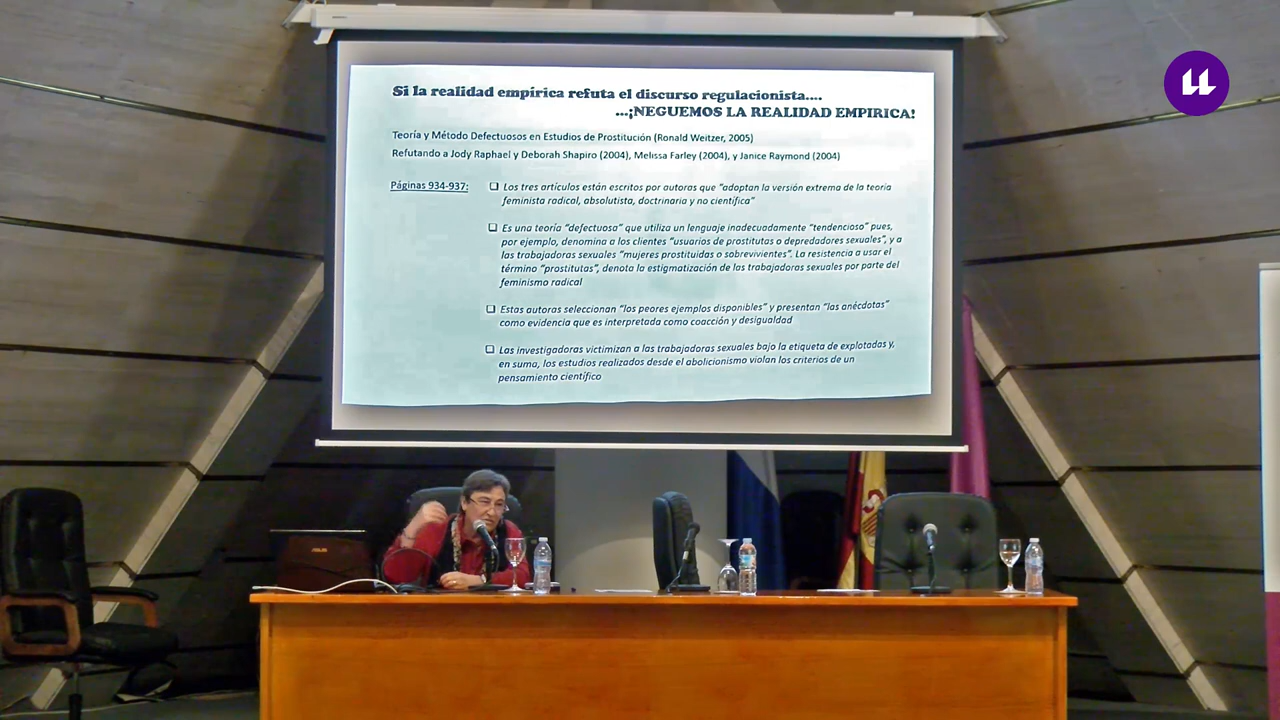 Si la realidad empírica refuta el discurso regulacionista....
...¡NEGUEMOS LA REALIDAD EMPIRICA!
Teoría y Método Defectuosos en Estudios de Prostitución (Ronald Weitzer, 2005)
Refutando a Jody Raphael y Deborah Shapiro (2004), Melissa Farley (2004), y Janice Raymond (2004)
Páginas 934-937:
Los tres artículos están escritos por autoras que "adoptan la versión extrema de la teoría
feminista radical, absolutista, doctrinaria y no científica"
Es una teoría "defectuosa" que utiliza un lenguaje inadecuadamente "tendencioso" pues,
por ejemplo, denomina a los clientes "usuarios de prostitutas o depredadores sexuales", y a
las trabajadoras sexuales "mujeres prostituidas o sobrevivientes". La resistencia a usar el
término "prostitutas", denota la estigmatización de las trabajadoras sexuales por parte del
feminismo radical
Estas autoras seleccionan "los peores ejemplos disponibles" y presentan "las anécdotas"
como evidencia que es interpretada como coacción y desigualdad
Las investigadoras victimizan a las trabajadoras sexuales bajo la etiqueta de explotadas y,
en suma, los estudios realizados desde el abolicionismo violan los criterios de un
pensamiento científico
ASUS